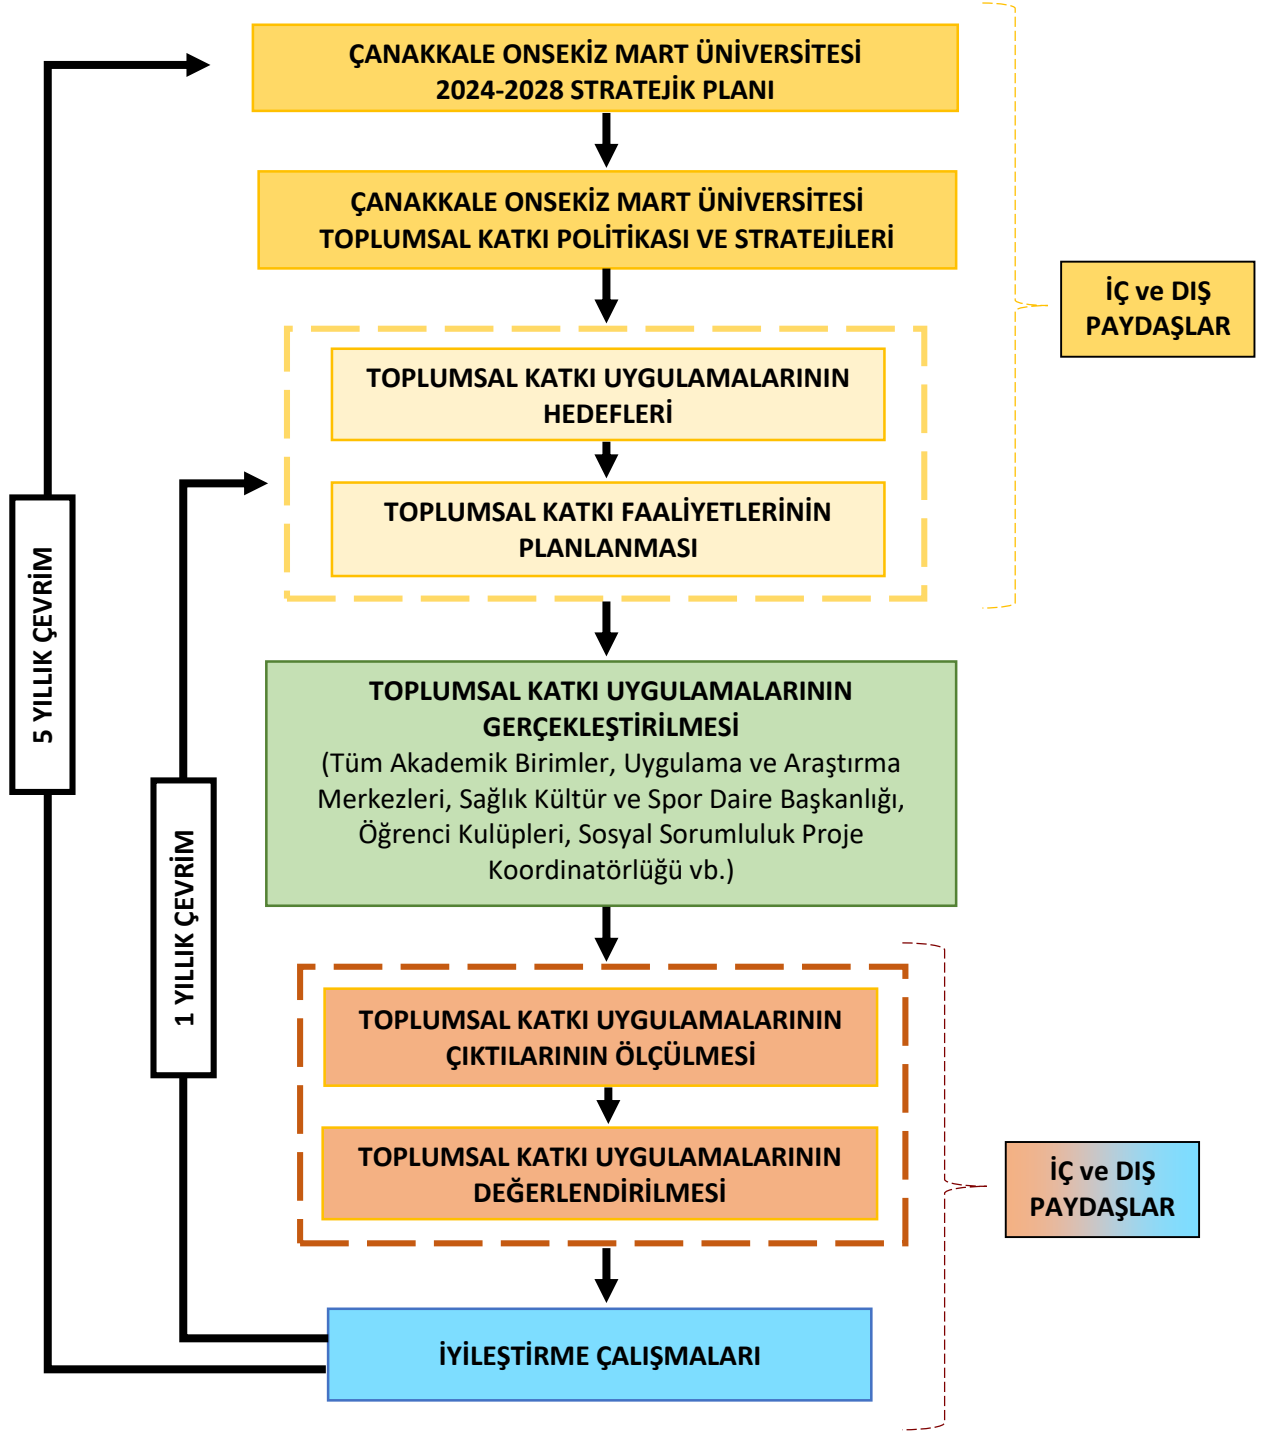 ÇANAKKALE ONSEKİZ MART ÜNİVERSİTESİ
2024-2028 STRATEJİK PLANI
ÇANAKKALE ONSEKİZ MART ÜNİVERSİTESİ
TOPLUMSAL KATKI POLİTİKASI VE STRATEJİLERİ
İÇ ve DIŞ
PAYDAŞLAR
TOPLUMSAL KATKI UYGULAMALARININ
HEDEFLERİ
TOPLUMSAL KATKI FAALİYETLERİNİN
PLANLANMASI
5 YILLIK ÇEVRİM
TOPLUMSAL KATKI UYGULAMALARININ
GERÇEKLEŞTİRİLMESİ
(Tüm Akademik Birimler, Uygulama ve Araştırma
Merkezleri, Sağlık Kültür ve Spor Daire Başkanlığı,
Öğrenci Kulüpleri, Sosyal Sorumluluk Proje
Koordinatörlüğü vb.)
1 YILLIK ÇEVRİM
TOPLUMSAL KATKI UYGULAMALARININ
ÇIKTILARININ ÖLÇÜLMESİ
TOPLUMSAL KATKI UYGULAMALARININ
DEĞERLENDİRİLMESİ
İÇ ve DIŞ
PAYDAŞLAR
İYİLEŞTİRME ÇALIŞMALARI